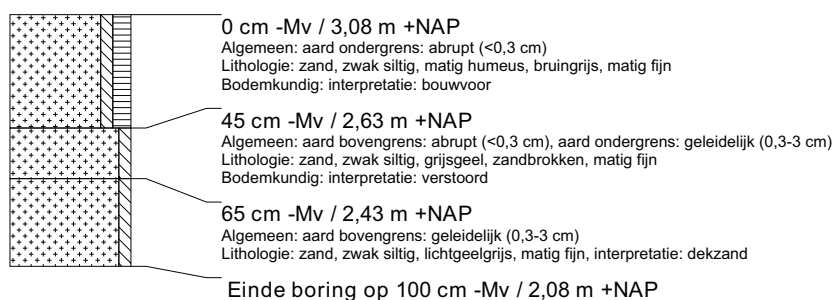 0 cm -Mv / 3,08 m +NAP
Algemeen: aard ondergrens: abrupt (<0,3 cm)
Lithologie: zand, zwak siltig, matig humeus, bruingrijs, matig fijn
Bodemkundig: interpretatie: bouwvoor
45 cm -Mv / 2,63 m +NAP
Algemeen: aard bovengrens: abrupt (<0,3 cm), aard ondergrens: geleidelijk (0,3-3 cm)
Lithologie: zand, zwak siltig, grijsgeel, zandbrokken, matig fijn
Bodemkundig: interpretatie: verstoord
65 cm -Mv / 2,43 m +NAP
Algemeen: aard bovengrens: geleidelijk (0,3-3 cm)
Lithologie: zand, zwak siltig, lichtgeelgrijs, matig fijn, interpretatie: dekzand
Einde boring op 100 cm -Mv / 2,08 m +NAP